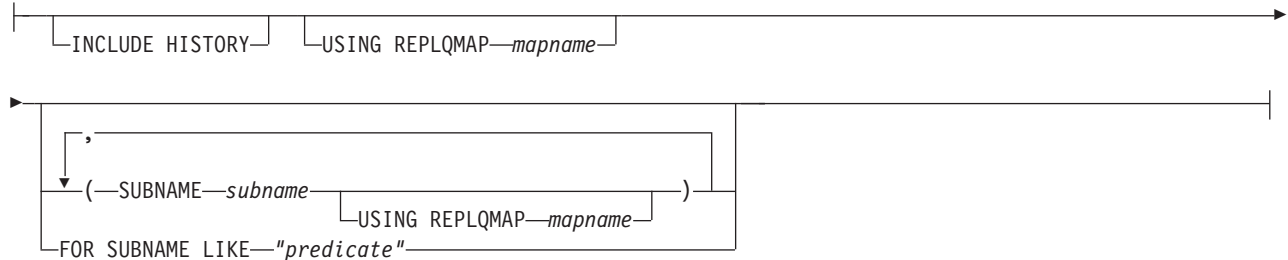 INCLUDE HISTORY USING REPLQMAP mapname
,
( SUBNAME subname )
USING REPLQMAP mapname
FOR SUBNAME LIKE "predicate"